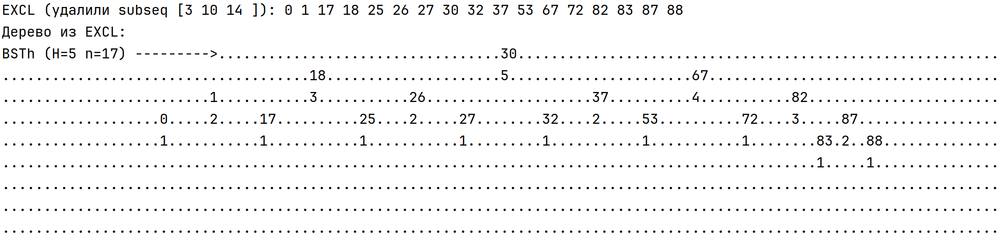 EXCL (удалили subseq [3 10 14 ]): 0 1 17 18 25 26 27 30 32 37 53 67 72 82 83 87 88
Дерево из EXCL:
BSTh (H=5 n=17) --------->..................................30..........................................................
.....................................18.....................5......................67...................................
.........................1...........3...........26....................37..........4...........82.......................
...................0.....2.....17..........25....2.....27........32....2.....53..........72....3.....87.................
...................1...........1...........1...........1.........1...........1...........1........83.2..88..............
..................................................................................................1.....1...............
........................................................................................................................
........................................................................................................................
........................................................................................................................